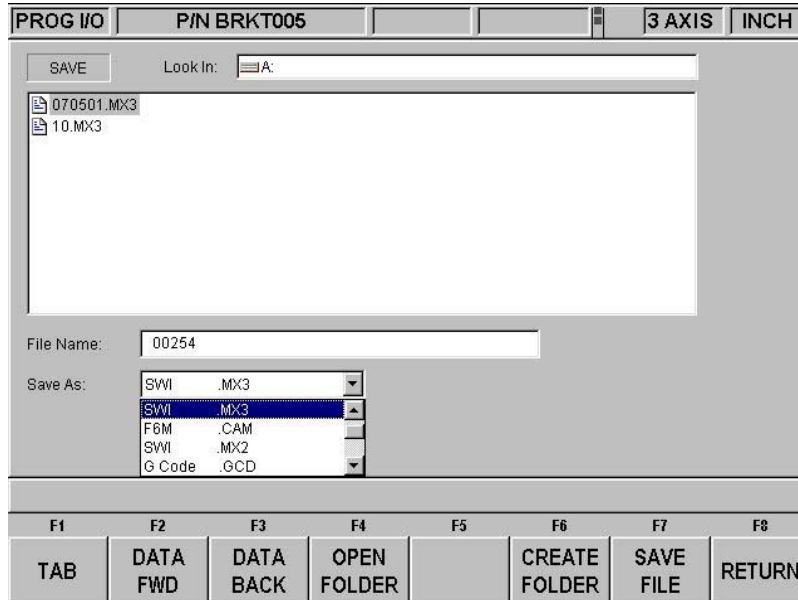 PROG I/O P/N BRKT005 3 AXIS INCH
SAVE Look In: A:
070501.MX3
10.MX3
File Name: 00254
Save As: SWI .MX3
SWI .MX3
F6M .CAM
SWI .MX2
G Code .GCD
F1 F2 F3 F4 F5 F6 F7 F8
TAB DATA FWD DATA BACK OPEN FOLDER CREATE FOLDER SAVE FILE RETURN